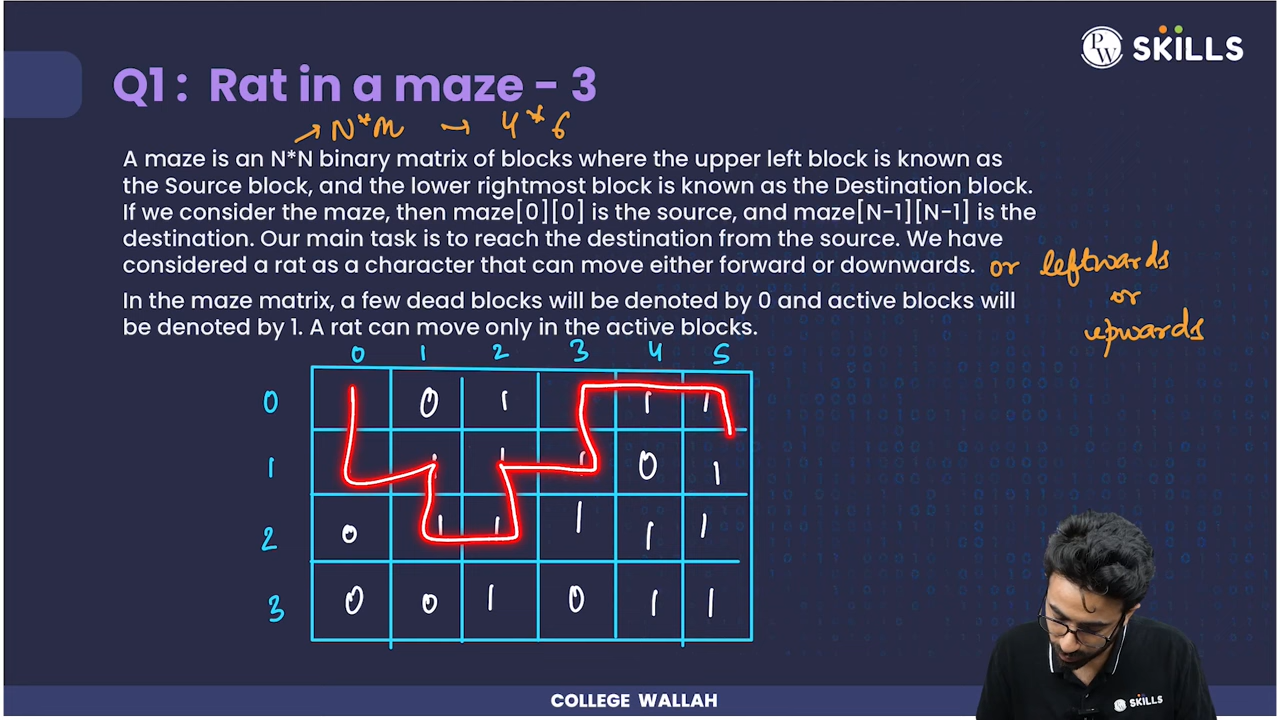 PW SKILLS
Q1 : Rat in a maze - 3
→ N*M → 4*6
A maze is an N*N binary matrix of blocks where the upper left block is known as
the Source block, and the lower rightmost block is known as the Destination block.
If we consider the maze, then maze[0][0] is the source, and maze[N-1][N-1] is the
destination. Our main task is to reach the destination from the source. We have
considered a rat as a character that can move either forward or downwards. or leftwards
or
upwards
In the maze matrix, a few dead blocks will be denoted by 0 and active blocks will
be denoted by 1. A rat can move only in the active blocks.
0 1 2 3 4 5
0 0 1 1 1
1 1 1 1 0 1
2 0 1 1 1 1 1
3 0 0 1 0 1 1
SKILLS
COLLEGE WALLAH